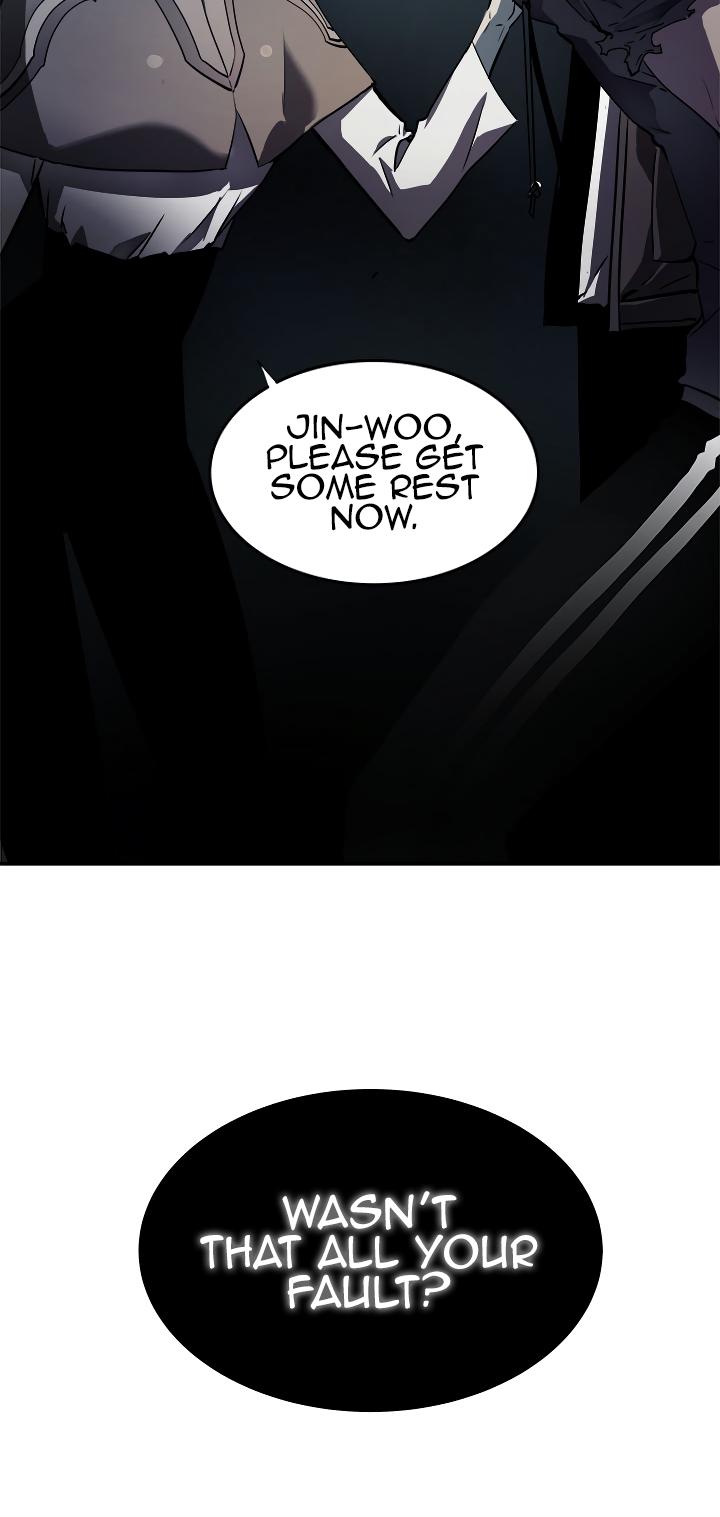 JIN-WOO,
PLEASE GET
SOME REST
NOW.
WASN'T
THAT ALL YOUR
FAULT?